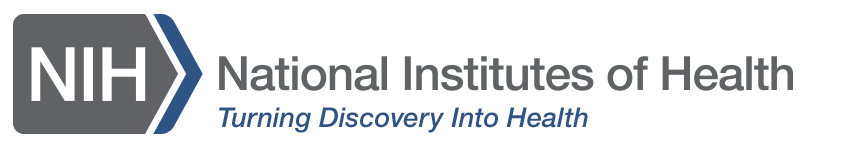 NIH
National Institutes of Health
Turning Discovery Into Health